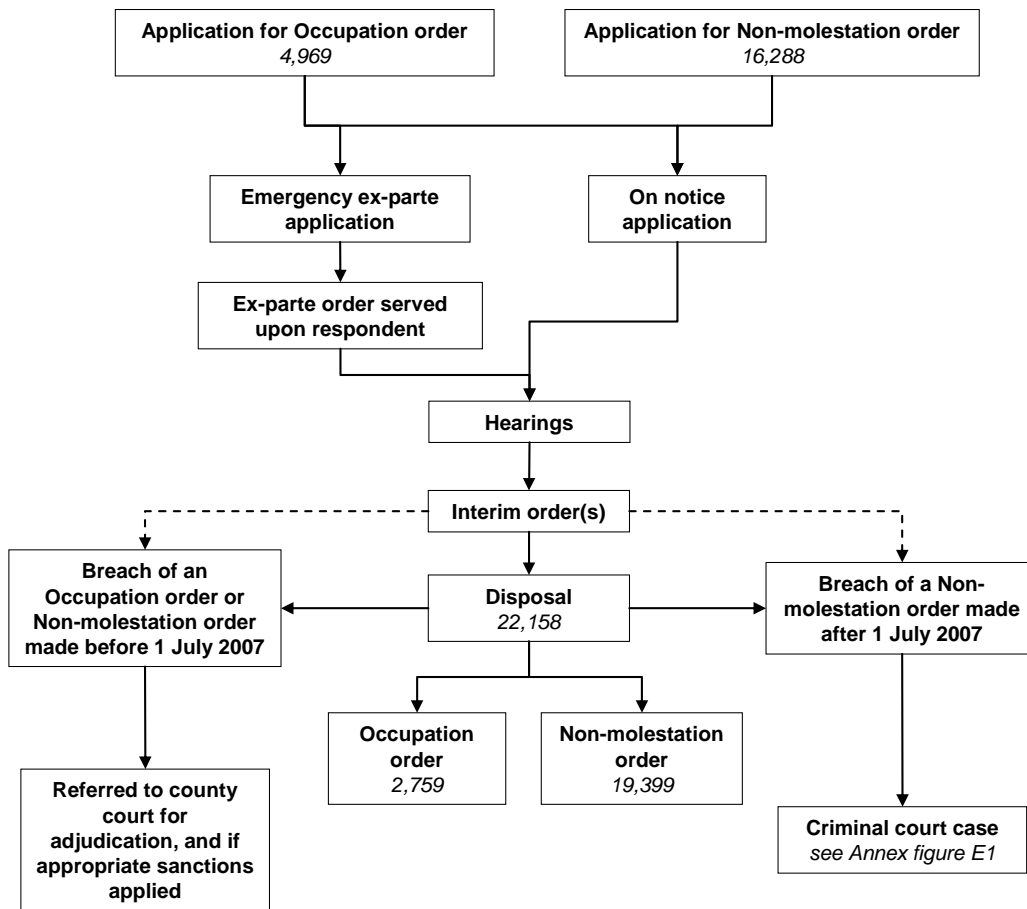 Application for Occupation order
4,969
Application for Non-molestation order
16,288
Emergency ex-parte
application
On notice
application
Ex-parte order served
upon respondent
Hearings
Interim order(s)
Breach of an
Occupation order or
Non-molestation order
made before 1 July 2007
Disposal
22,158
Breach of a Non-
molestation order made
after 1 July 2007
Occupation
order
2,759
Non-molestation
order
19,399
Referred to county
court for
adjudication, and if
appropriate sanctions
applied
Criminal court case
see Annex figure E1